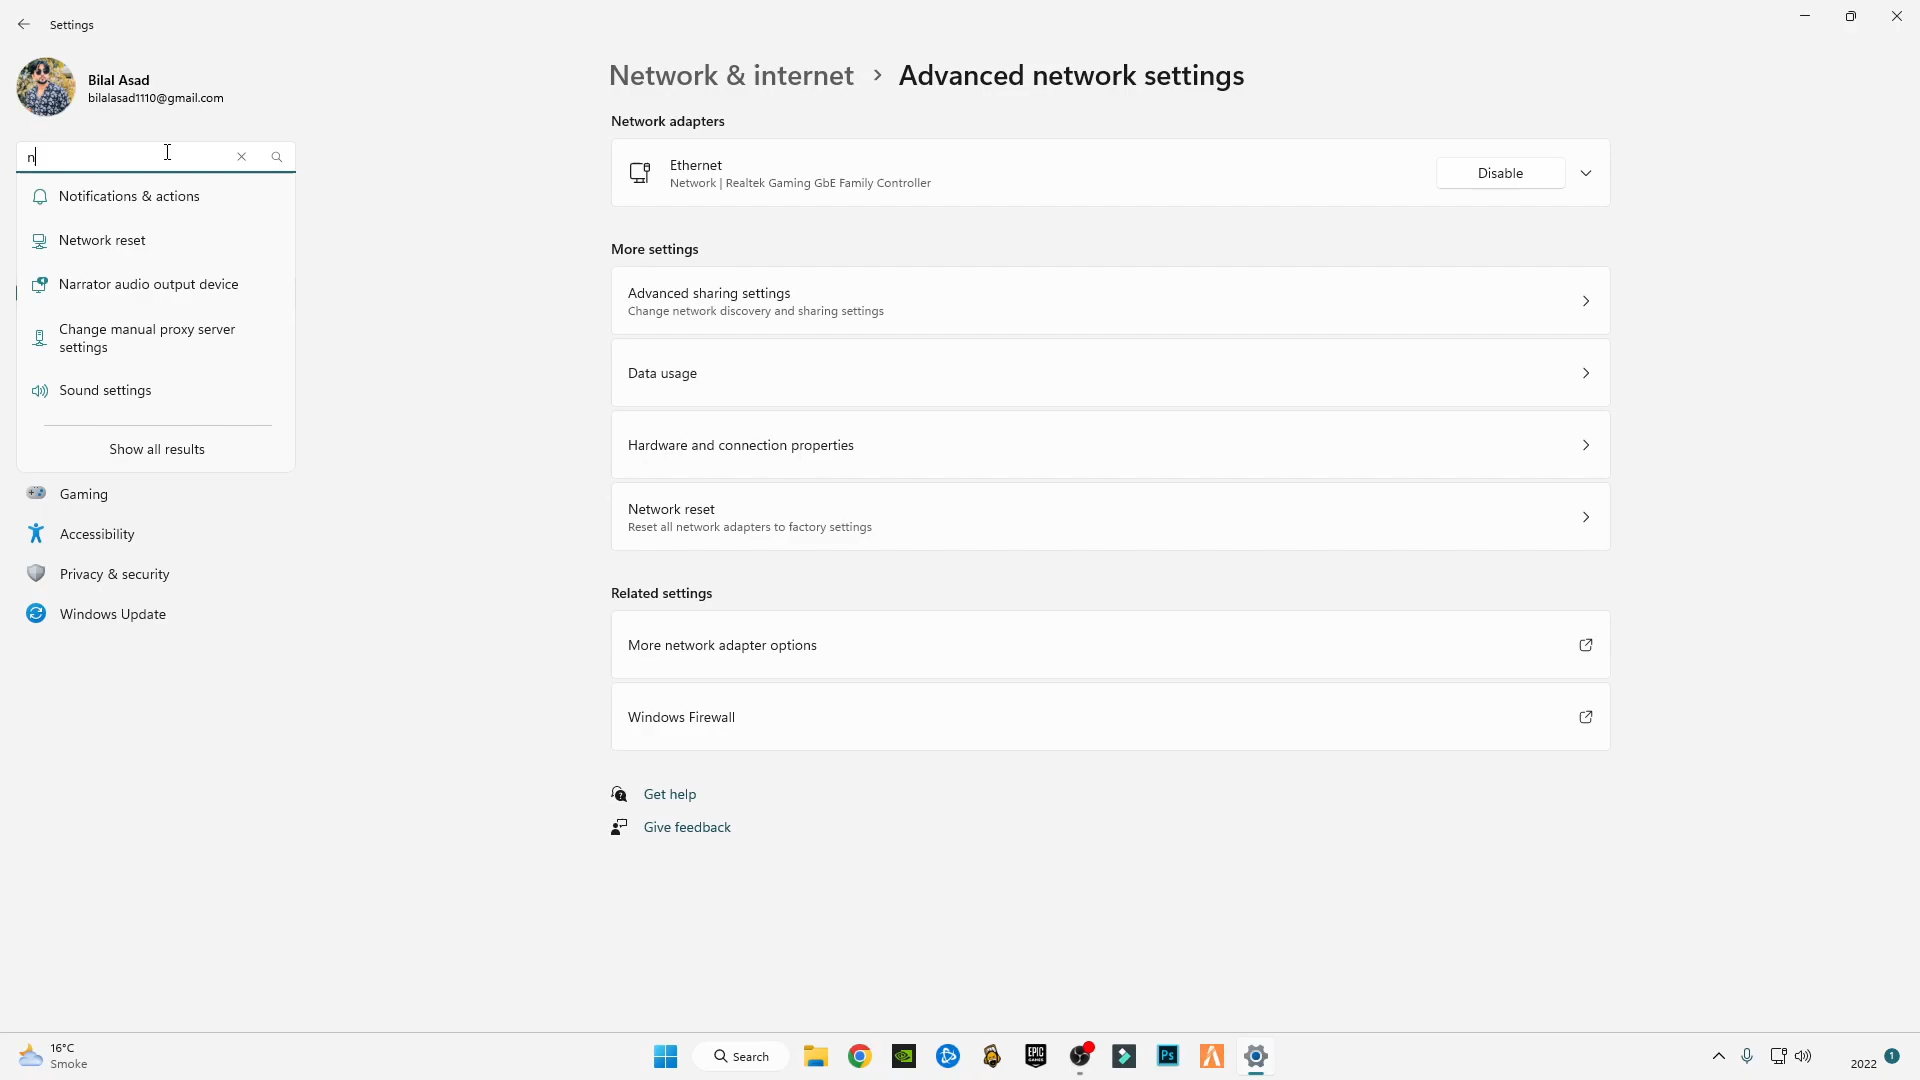 Settings
Bilal Asad
bilalasad1110@gmail.com
n
Notifications & actions
Network reset
Narrator audio output device
Change manual proxy server
settings
Sound settings
Show all results
Gaming
Accessibility
Privacy & security
Windows Update
Network & internet > Advanced network settings
Network adapters
Ethernet
Network | Realtek Gaming GbE Family Controller
Disable
More settings
Advanced sharing settings
Change network discovery and sharing settings
Data usage
Hardware and connection properties
Network reset
Reset all network adapters to factory settings
Related settings
More network adapter options
Windows Firewall
Get help
Give feedback
16°C
Smoke
Search
EPIC
GAMES
Ps
2022
1